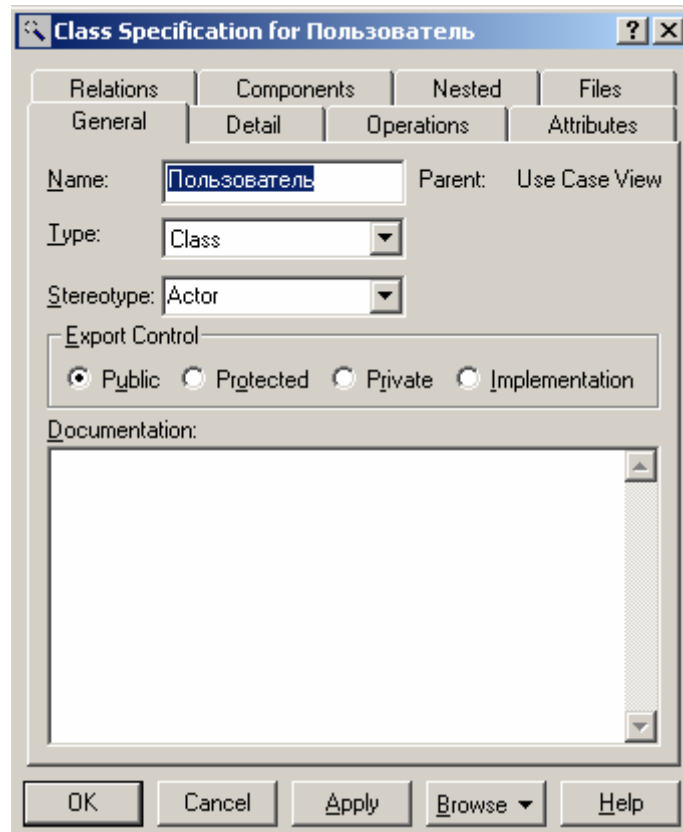 Class Specification for Пользователь
Relations Components Nested Files
General Detail Operations Attributes
Name: Пользователь Parent: Use Case View
Type: Class
Stereotype: Actor
Export Control
Public Protected Private Implementation
Documentation:
OK Cancel Apply Browse Help